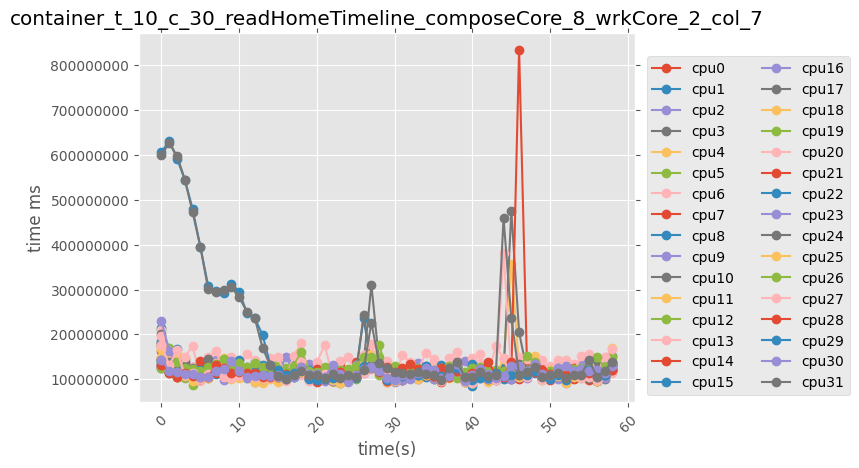 container_t_10_c_30_readHomeTimeline_composeCore_8_wrkCore_2_col_7
800000000
700000000
600000000
500000000
400000000
300000000
200000000
100000000
time ms
0
10
20
30
40
50
60
time(s)
cpu0
cpu1
cpu2
cpu3
cpu4
cpu5
cpu6
cpu7
cpu8
cpu9
cpu10
cpu11
cpu12
cpu13
cpu14
cpu15
cpu16
cpu17
cpu18
cpu19
cpu20
cpu21
cpu22
cpu23
cpu24
cpu25
cpu26
cpu27
cpu28
cpu29
cpu30
cpu31